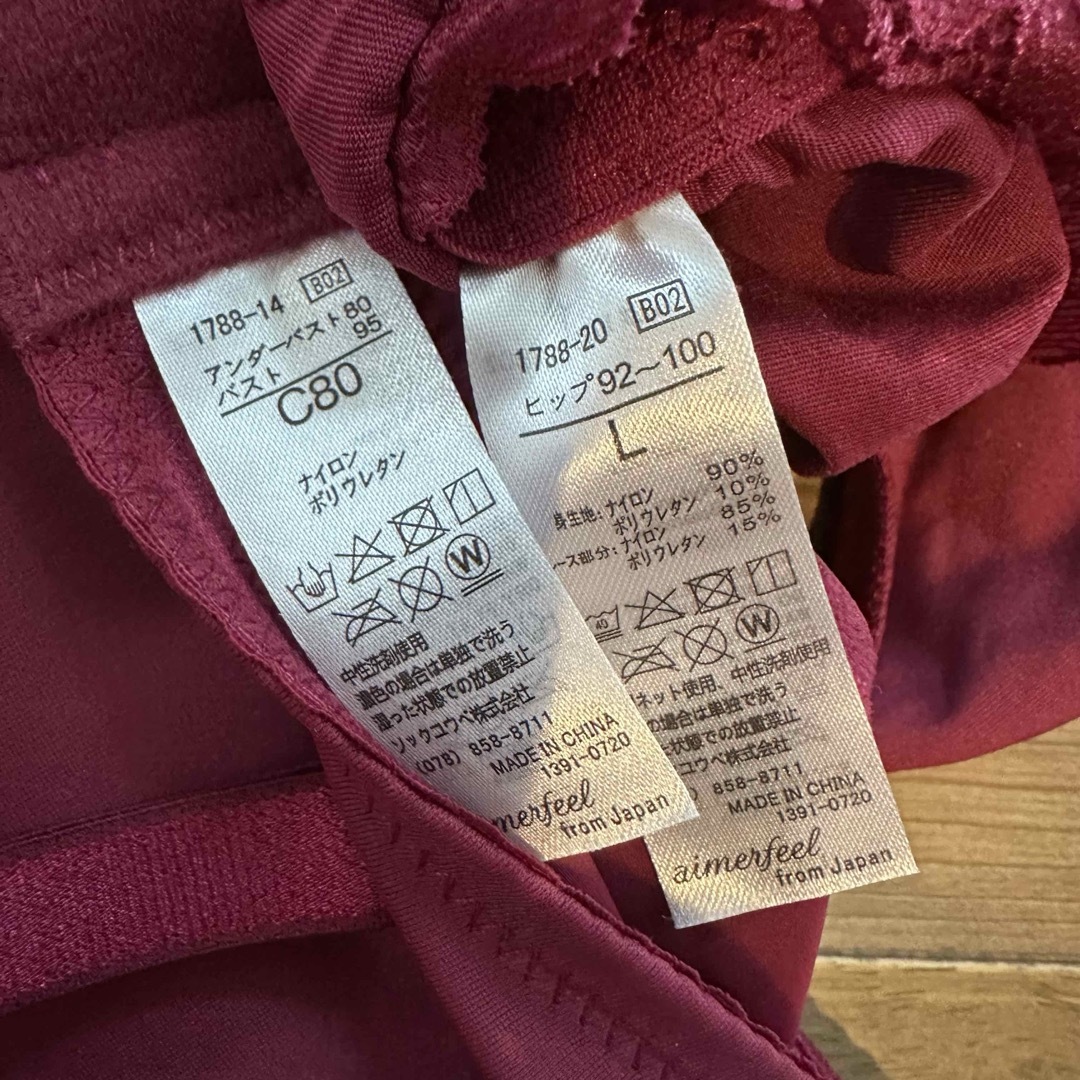 1788-14 B02
アンダーバスト80
バスト 95
C80
ナイロン
ポリウレタン
W
中性洗剤使用
濃色の場合は単独で洗う
湿った状態での放置禁止
ソックコウベ株式会社
(078) 858-8711
MADE IN CHINA
1391-0720
aimerfeel
from Japan
1788-20 B02
ヒップ92～100
L
身生地:ナイロン 90%
ポリウレタン 10%
ース部分:ナイロン 85%
ポリウレタン 15%
40
W
ネット使用、中性洗剤使用
の場合は単独で洗う
た状態での放置禁止
コウベ株式会社
858-8711
MADE IN CHINA
1391-0720
aimerfeel
from Japan